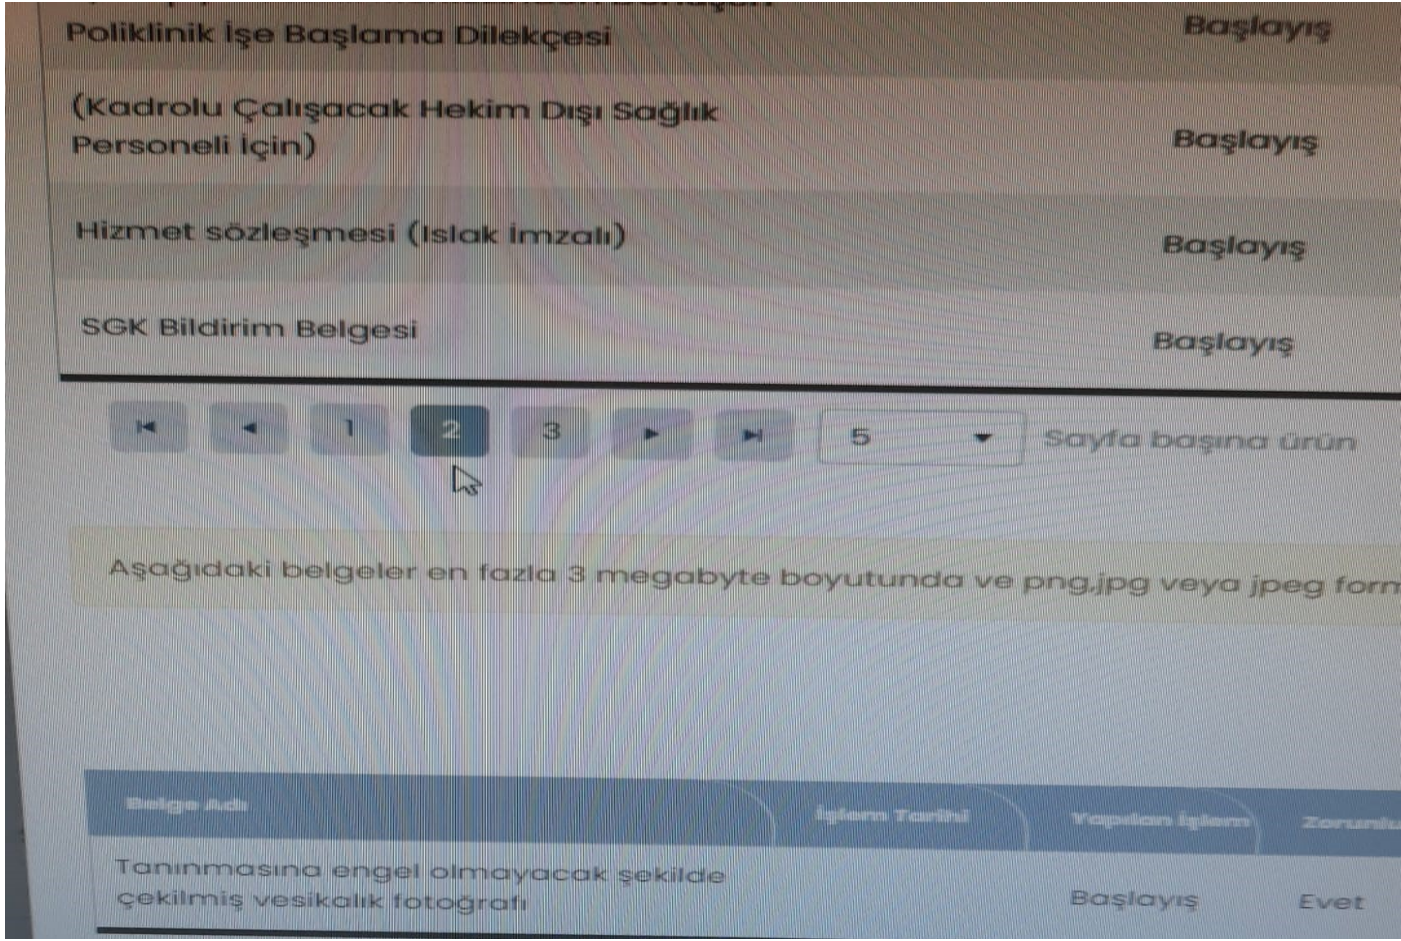 Poliklinik İşe Başlama Dilekçesi
Başlayış
(Kadrolu Çalışacak Hekim Dışı Sağlık
Personeli İçin)
Başlayış
Hizmet sözleşmesi (Islak İmzalı)
Başlayış
SGK Bildirim Belgesi
Başlayış
1 2 3 5 Sayfa başına ürün
Aşağıdaki belgeler en fazla 3 megabyte boyutunda ve png,jpg veya jpeg form
Belge Adı İşlem Tarihi Yapılan İşlem Zorunlu
Tanınmasına engel olmayacak şekilde
çekilmiş vesikalık fotoğrafı
Başlayış Evet